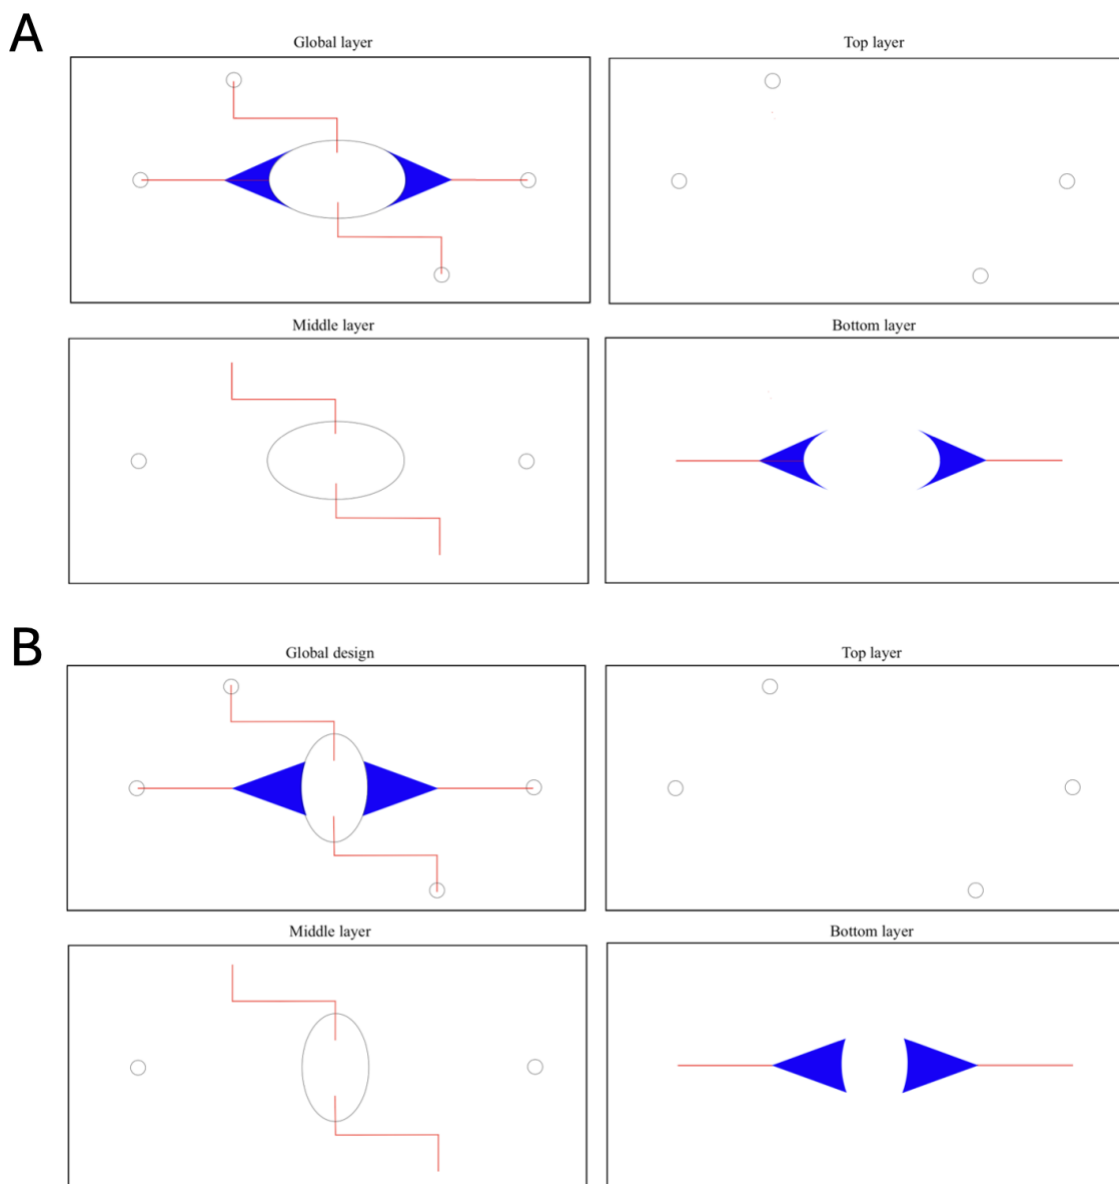 A
Global layer
Top layer
Middle layer
Bottom layer
B
Global design
Top layer
Middle layer
Bottom layer